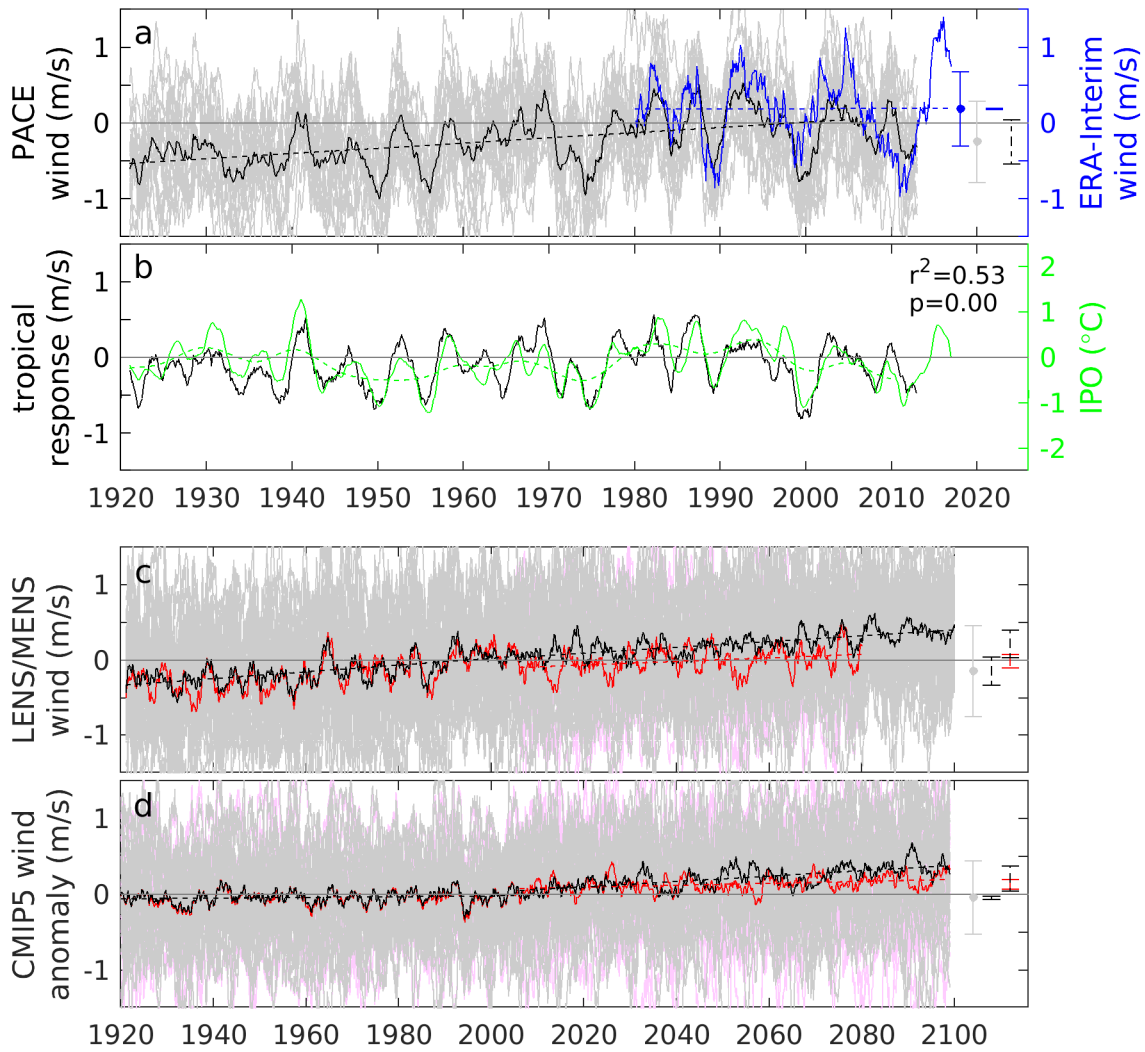 a
PACE
wind (m/s)
1
0
-1
1
0
-1
ERA-Interim
wind (m/s)
b
r²=0.53
p=0.00
tropical
response (m/s)
1
0
-1
2
1
0
-1
-2
IPO (°C)
1920 1930 1940 1950 1960 1970 1980 1990 2000 2010 2020
c
LENS/MENS
wind (m/s)
1
0
-1
d
CMIP5 wind
anomaly (m/s)
1
0
-1
1920 1940 1960 1980 2000 2020 2040 2060 2080 2100